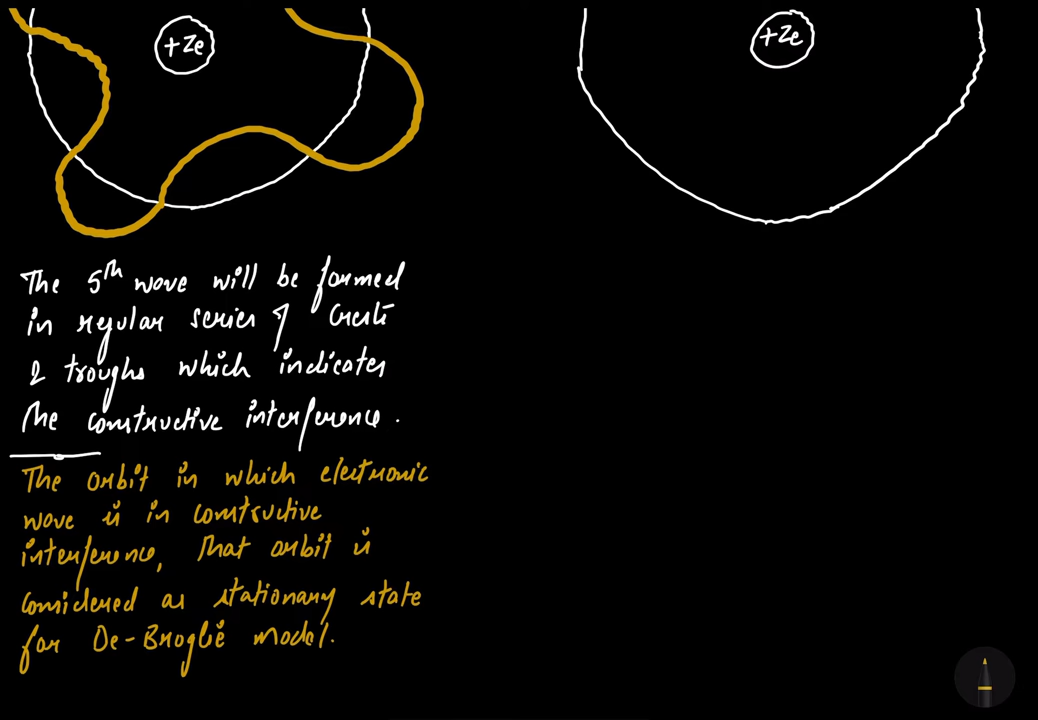 +Ze
+Ze
The 5th wave will be formed
in regular series of Crests
& troughs which indicates
the constructive interference.
The orbit in which electronic
wave is in constructive
interference, that orbit is
considered as stationary state
for De-Broglie model.